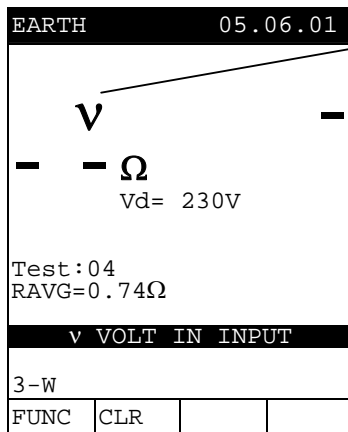 EARTH 05.06.01
ν -
- - Ω
Vd= 230V
Test:04
RAVG=0.74Ω
ν VOLT IN INPUT
3-W
FUNC CLR